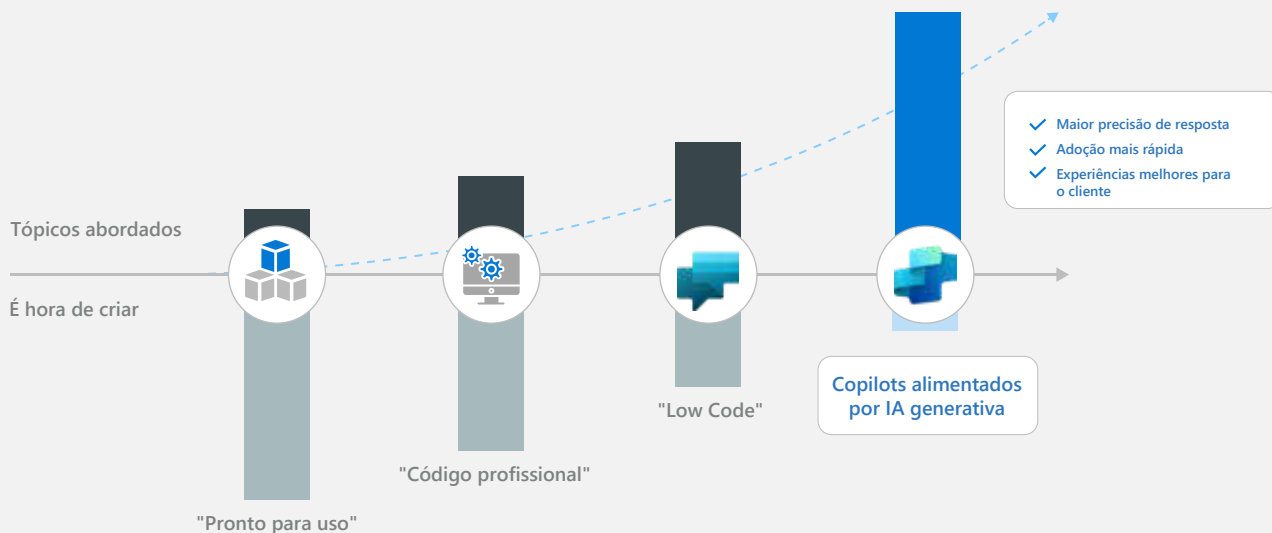 Maior precisão de resposta
Adoção mais rápida
Experiências melhores para
o cliente
Tópicos abordados
É hora de criar
Copilots alimentados
por IA generativa
"Low Code"
"Código profissional"
"Pronto para uso"